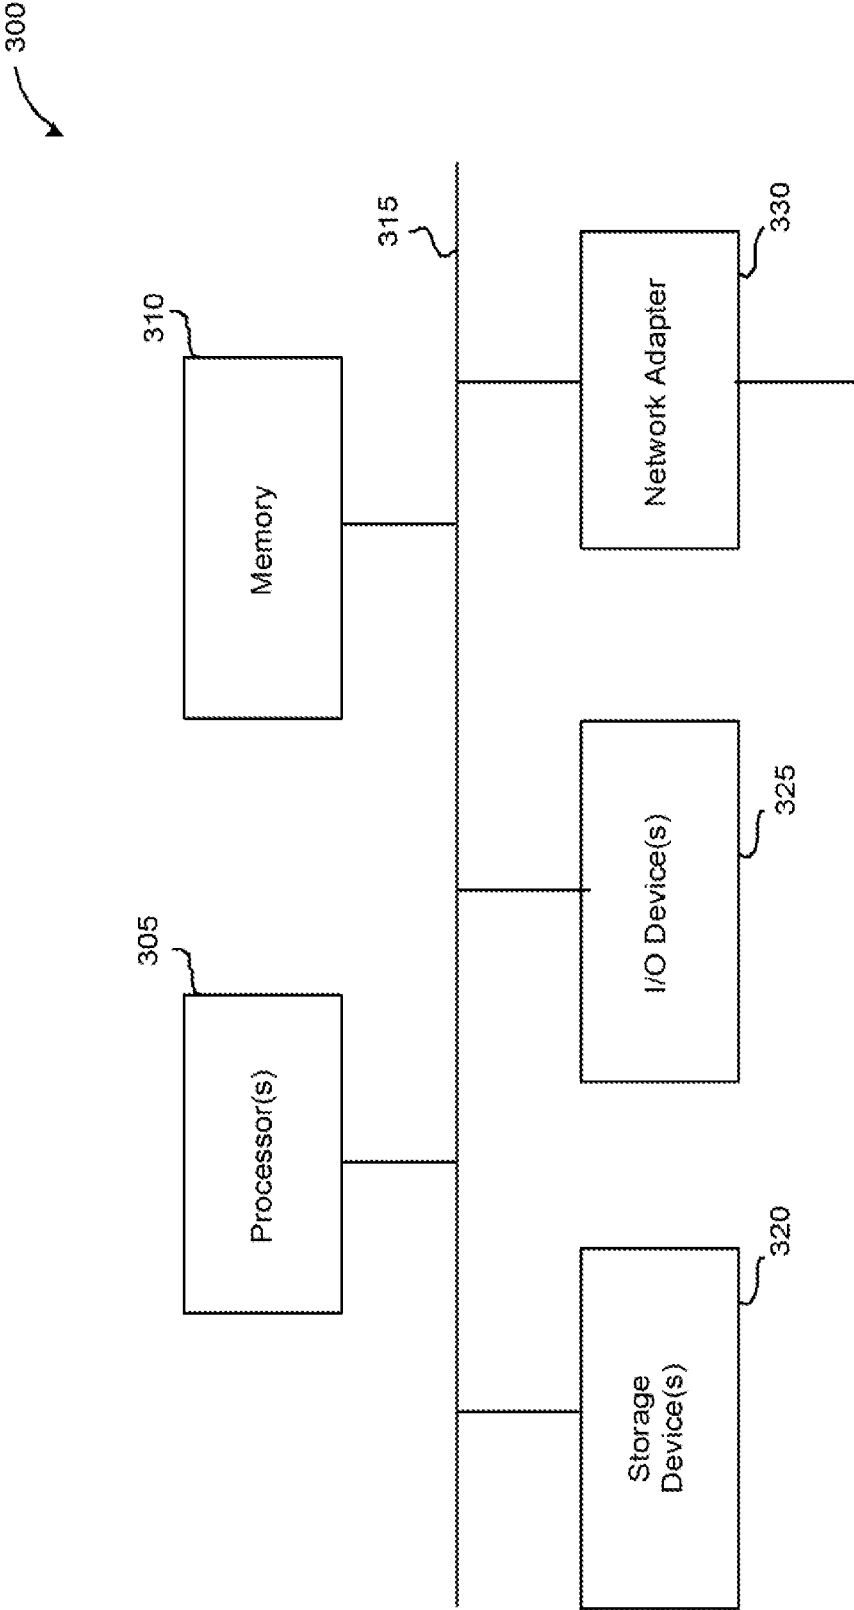 300
305
310
Processor(s)
Memory
315
Storage
Device(s)
I/O Device(s)
Network Adapter
320
325
330